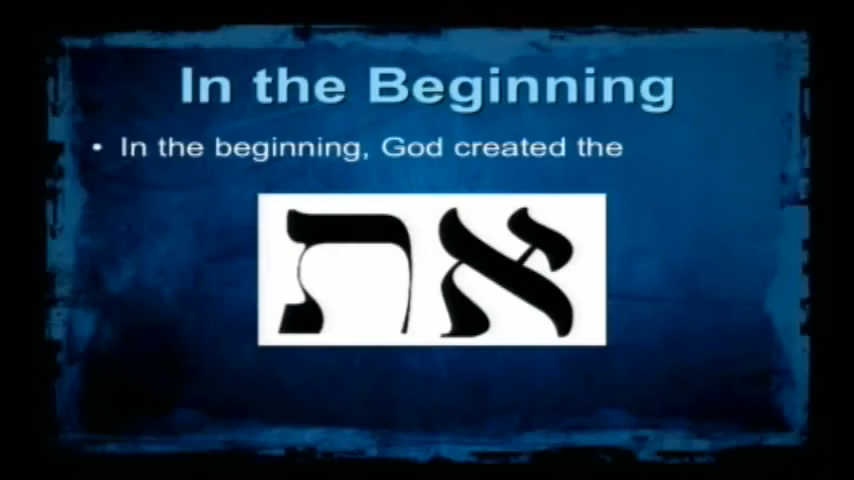 In the Beginning
• In the beginning, God created the
את